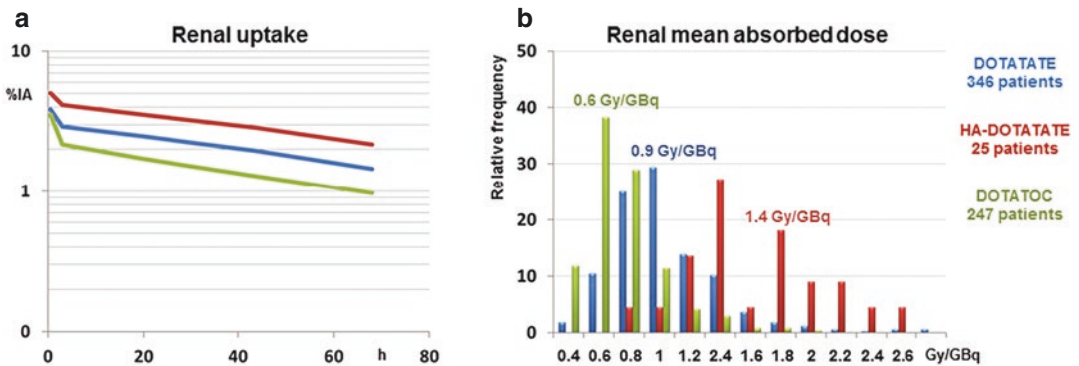 a
Renal uptake
10
%IA
1
0
0
20
40
60
h
80
b
Renal mean absorbed dose
Relative frequency
50
40
30
20
10
0
0.6 Gy/GBq
0.9 Gy/GBq
1.4 Gy/GBq
0.4 0.6 0.8 1 1.2 2.4 1.6 1.8 2 2.2 2.4 2.6 Gy/GBq
DOTATATE
346 patients
HA-DOTATATE
25 patients
DOTATOC
247 patients